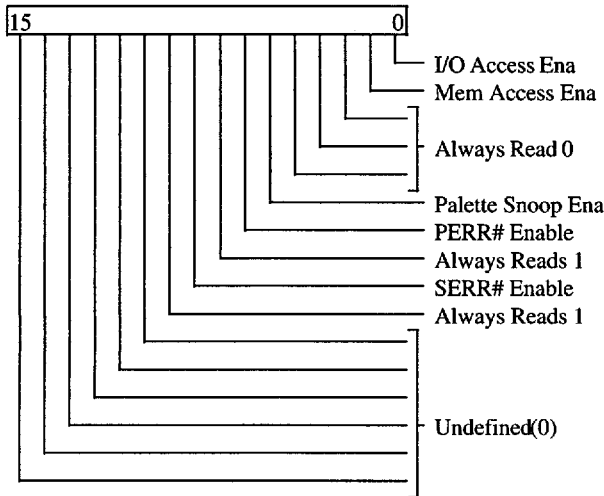 15 0
I/O Access Ena
Mem Access Ena
Always Read 0
Palette Snoop Ena
PERR# Enable
Always Reads 1
SERR# Enable
Always Reads 1
Undefined(0)